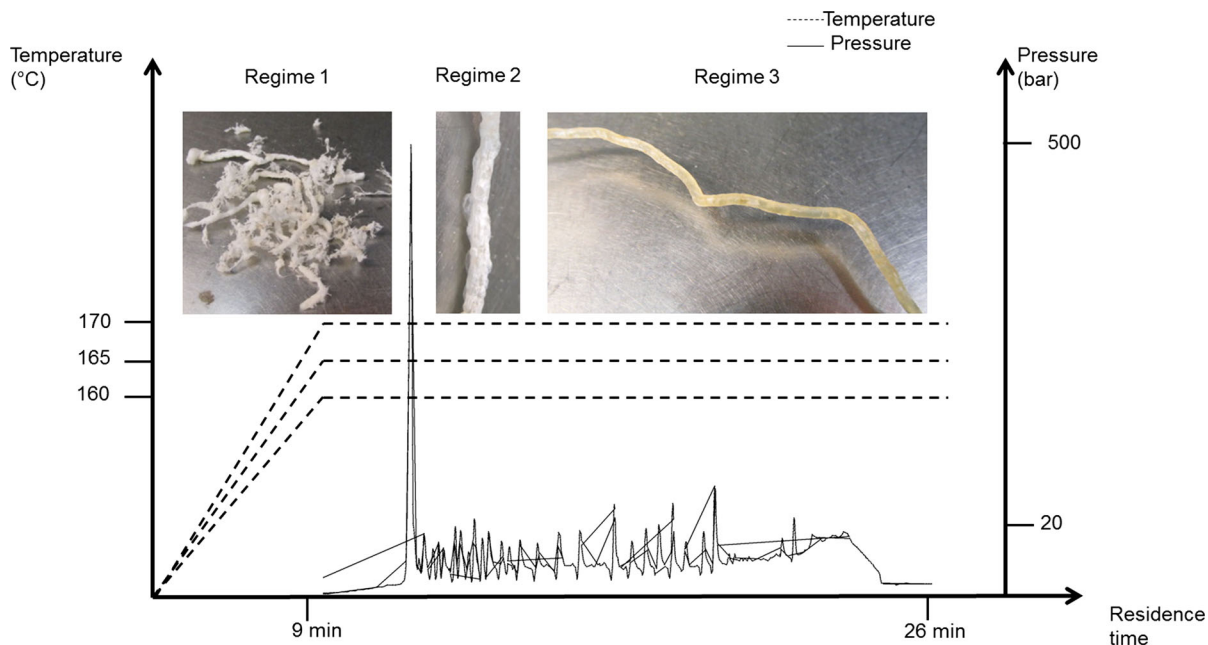 Temperature
Pressure
Temperature
(°C)
Pressure
(bar)
Regime 1
Regime 2
Regime 3
500
170
165
160
20
9 min
26 min
Residence
time